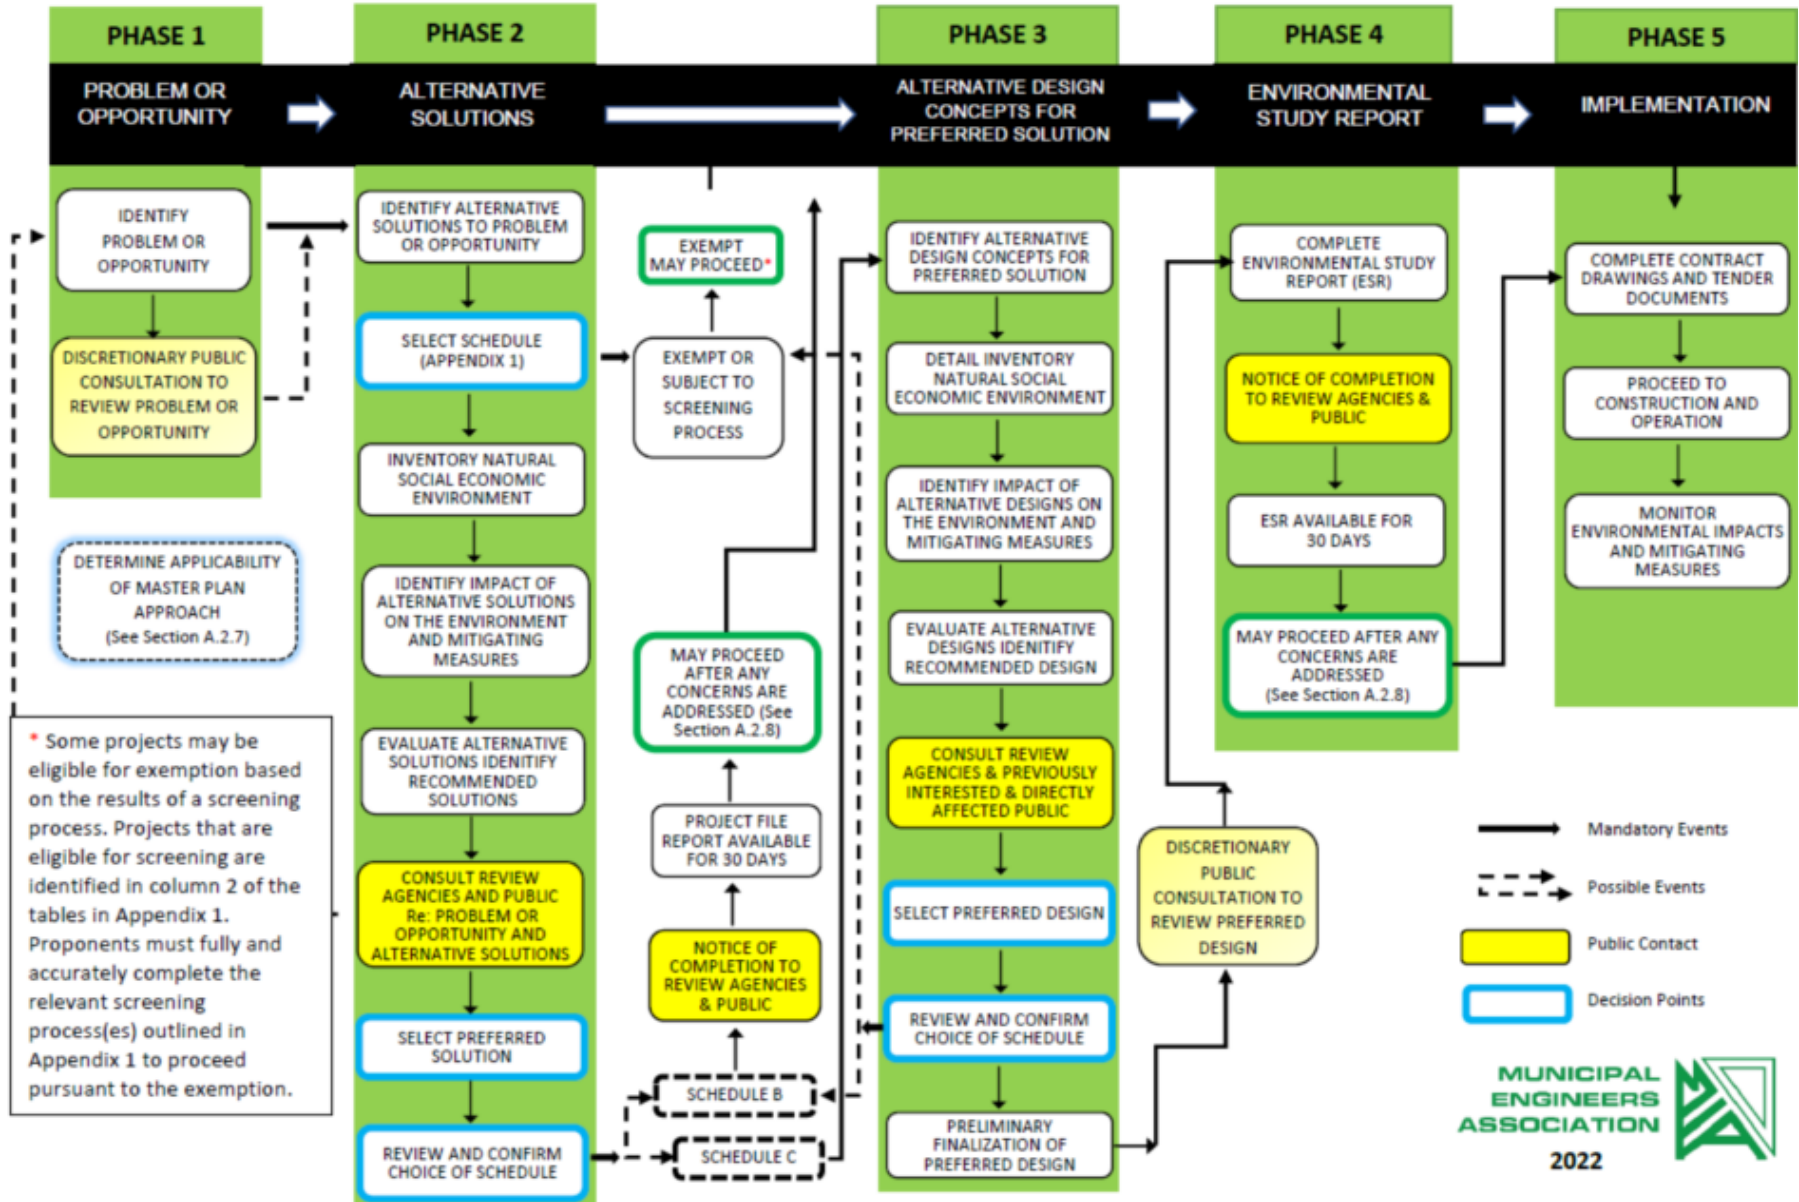 PHASE 1
PROBLEM OR
OPPORTUNITY
IDENTIFY
PROBLEM OR
OPPORTUNITY
DISCRETIONARY PUBLIC
CONSULTATION TO
REVIEW PROBLEM OR
OPPORTUNITY
DETERMINE APPLICABILITY
OF MASTER PLAN
APPROACH
(See Section A.2.7)
* Some projects may be
eligible for exemption based
on the results of a screening
process. Projects that are
eligible for screening are
identified in column 2 of the
tables in Appendix 1.
Proponents must fully and
accurately complete the
relevant screening
process(es) outlined in
Appendix 1 to proceed
pursuant to the exemption.
PHASE 2
ALTERNATIVE
SOLUTIONS
IDENTIFY ALTERNATIVE
SOLUTIONS TO PROBLEM
OR OPPORTUNITY
SELECT SCHEDULE
(APPENDIX 1)
INVENTORY NATURAL
SOCIAL ECONOMIC
ENVIRONMENT
IDENTIFY IMPACT OF
ALTERNATIVE SOLUTIONS
ON THE ENVIRONMENT
AND MITIGATING
MEASURES
EVALUATE ALTERNATIVE
SOLUTIONS IDENITIFY
RECOMMENDED
SOLUTIONS
CONSULT REVIEW
AGENCIES AND PUBLIC
Re: PROBLEM OR
OPPORTUNITY AND
ALTERNATIVE SOLUTIONS
SELECT PREFERRED
SOLUTION
REVIEW AND CONFIRM
CHOICE OF SCHEDULE
EXEMPT
MAY PROCEED*
EXEMPT OR
SUBJECT TO
SCREENING
PROCESS
MAY PROCEED
AFTER ANY
CONCERNS ARE
ADDRESSED (See
Section A.2.8)
PROJECT FILE
REPORT AVAILABLE
FOR 30 DAYS
NOTICE OF
COMPLETION TO
REVIEW AGENCIES
& PUBLIC
SCHEDULE B
SCHEDULE C
PHASE 3
ALTERNATIVE DESIGN
CONCEPTS FOR
PREFERRED SOLUTION
IDENTIFY ALTERNATIVE
DESIGN CONCEPTS FOR
PREFERRED SOLUTION
DETAIL INVENTORY
NATURAL SOCIAL
ECONOMIC ENVIRONMENT
IDENTIFY IMPACT OF
ALTERNATIVE DESIGNS ON
THE ENVIRONMENT AND
MITIGATING MEASURES
EVALUATE ALTERNATIVE
DESIGNS IDENITIFY
RECOMMENDED DESIGN
CONSULT REVIEW
AGENCIES & PREVIOUSLY
INTERESTED & DIRECTLY
AFFECTED PUBLIC
SELECT PREFERRED DESIGN
REVIEW AND CONFIRM
CHOICE OF SCHEDULE
PRELIMINARY
FINALIZATION OF
PREFERRED DESIGN
DISCRETIONARY
PUBLIC
CONSULTATION TO
REVIEW PREFERRED
DESIGN
PHASE 4
ENVIRONMENTAL
STUDY REPORT
COMPLETE
ENVIRONMENTAL STUDY
REPORT (ESR)
NOTICE OF COMPLETION
TO REVIEW AGENCIES &
PUBLIC
ESR AVAILABLE FOR
30 DAYS
MAY PROCEED AFTER ANY
CONCERNS ARE
ADDRESSED
(See Section A.2.8)
PHASE 5
IMPLEMENTATION
COMPLETE CONTRACT
DRAWINGS AND TENDER
DOCUMENTS
PROCEED TO
CONSTRUCTION AND
OPERATION
MONITOR
ENVIRONMENTAL IMPACTS
AND MITIGATING
MEASURES
Mandatory Events
Possible Events
Public Contact
Decision Points
MUNICIPAL
ENGINEERS
ASSOCIATION
2022